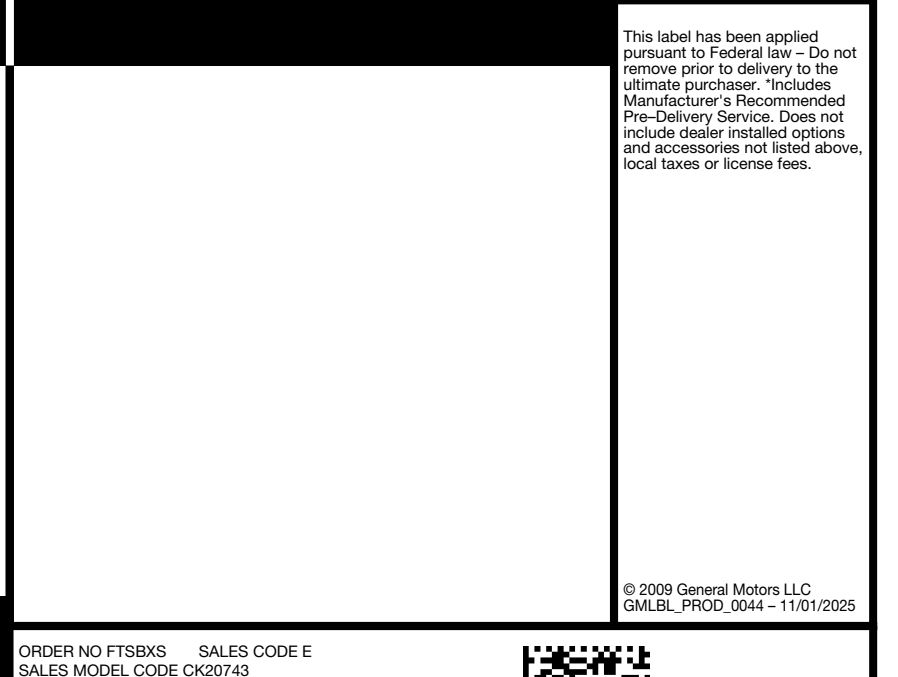 This label has been applied
pursuant to Federal law – Do not
remove prior to delivery to the
ultimate purchaser. *Includes
Manufacturer's Recommended
Pre–Delivery Service. Does not
include dealer installed options
and accessories not listed above,
local taxes or license fees.
© 2009 General Motors LLC
GMLBL_PROD_0044 – 11/01/2025
ORDER NO FTSBXS SALES CODE E
SALES MODEL CODE CK20743